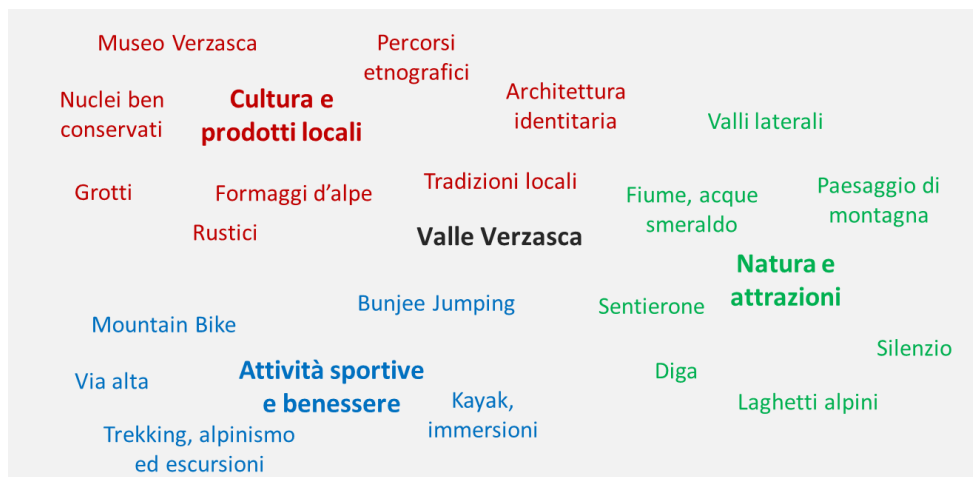 Museo Verzasca
Percorsi
etnografici
Nuclei ben
conservati
Cultura e
prodotti locali
Architettura
identitaria
Valli laterali
Grotti
Formaggi d’alpe
Tradizioni locali
Fiume, acque
smeraldo
Paesaggio di
montagna
Rustici
Valle Verzasca
Natura e
attrazioni
Bunjee Jumping
Sentierone
Mountain Bike
Silenzio
Via alta
Attività sportive
e benessere
Diga
Kayak,
immersioni
Laghetti alpini
Trekking, alpinismo
ed escursioni